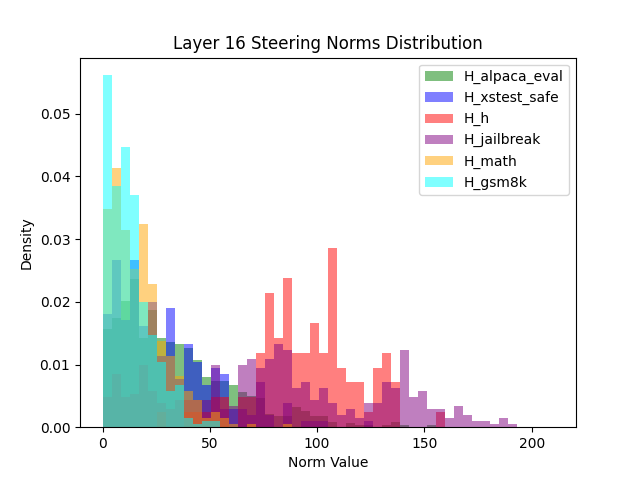 Layer 16 Steering Norms Distribution
H_alpaca_eval
H_xstest_safe
H_h
H_jailbreak
H_math
H_gsm8k
Density
0.05
0.04
0.03
0.02
0.01
0.00
0 50 100 150 200
Norm Value